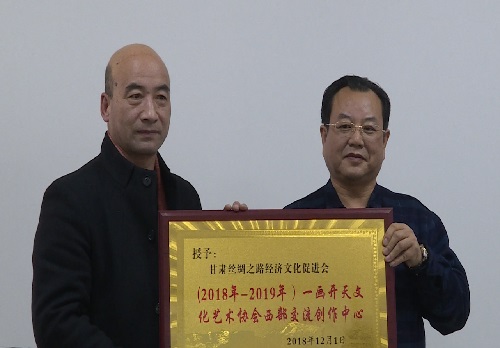 授予：
甘肃丝绸之路经济文化促进会
（2018年-2019年）一画开天文
化艺术协会西部交流创作中心
2018年12月1